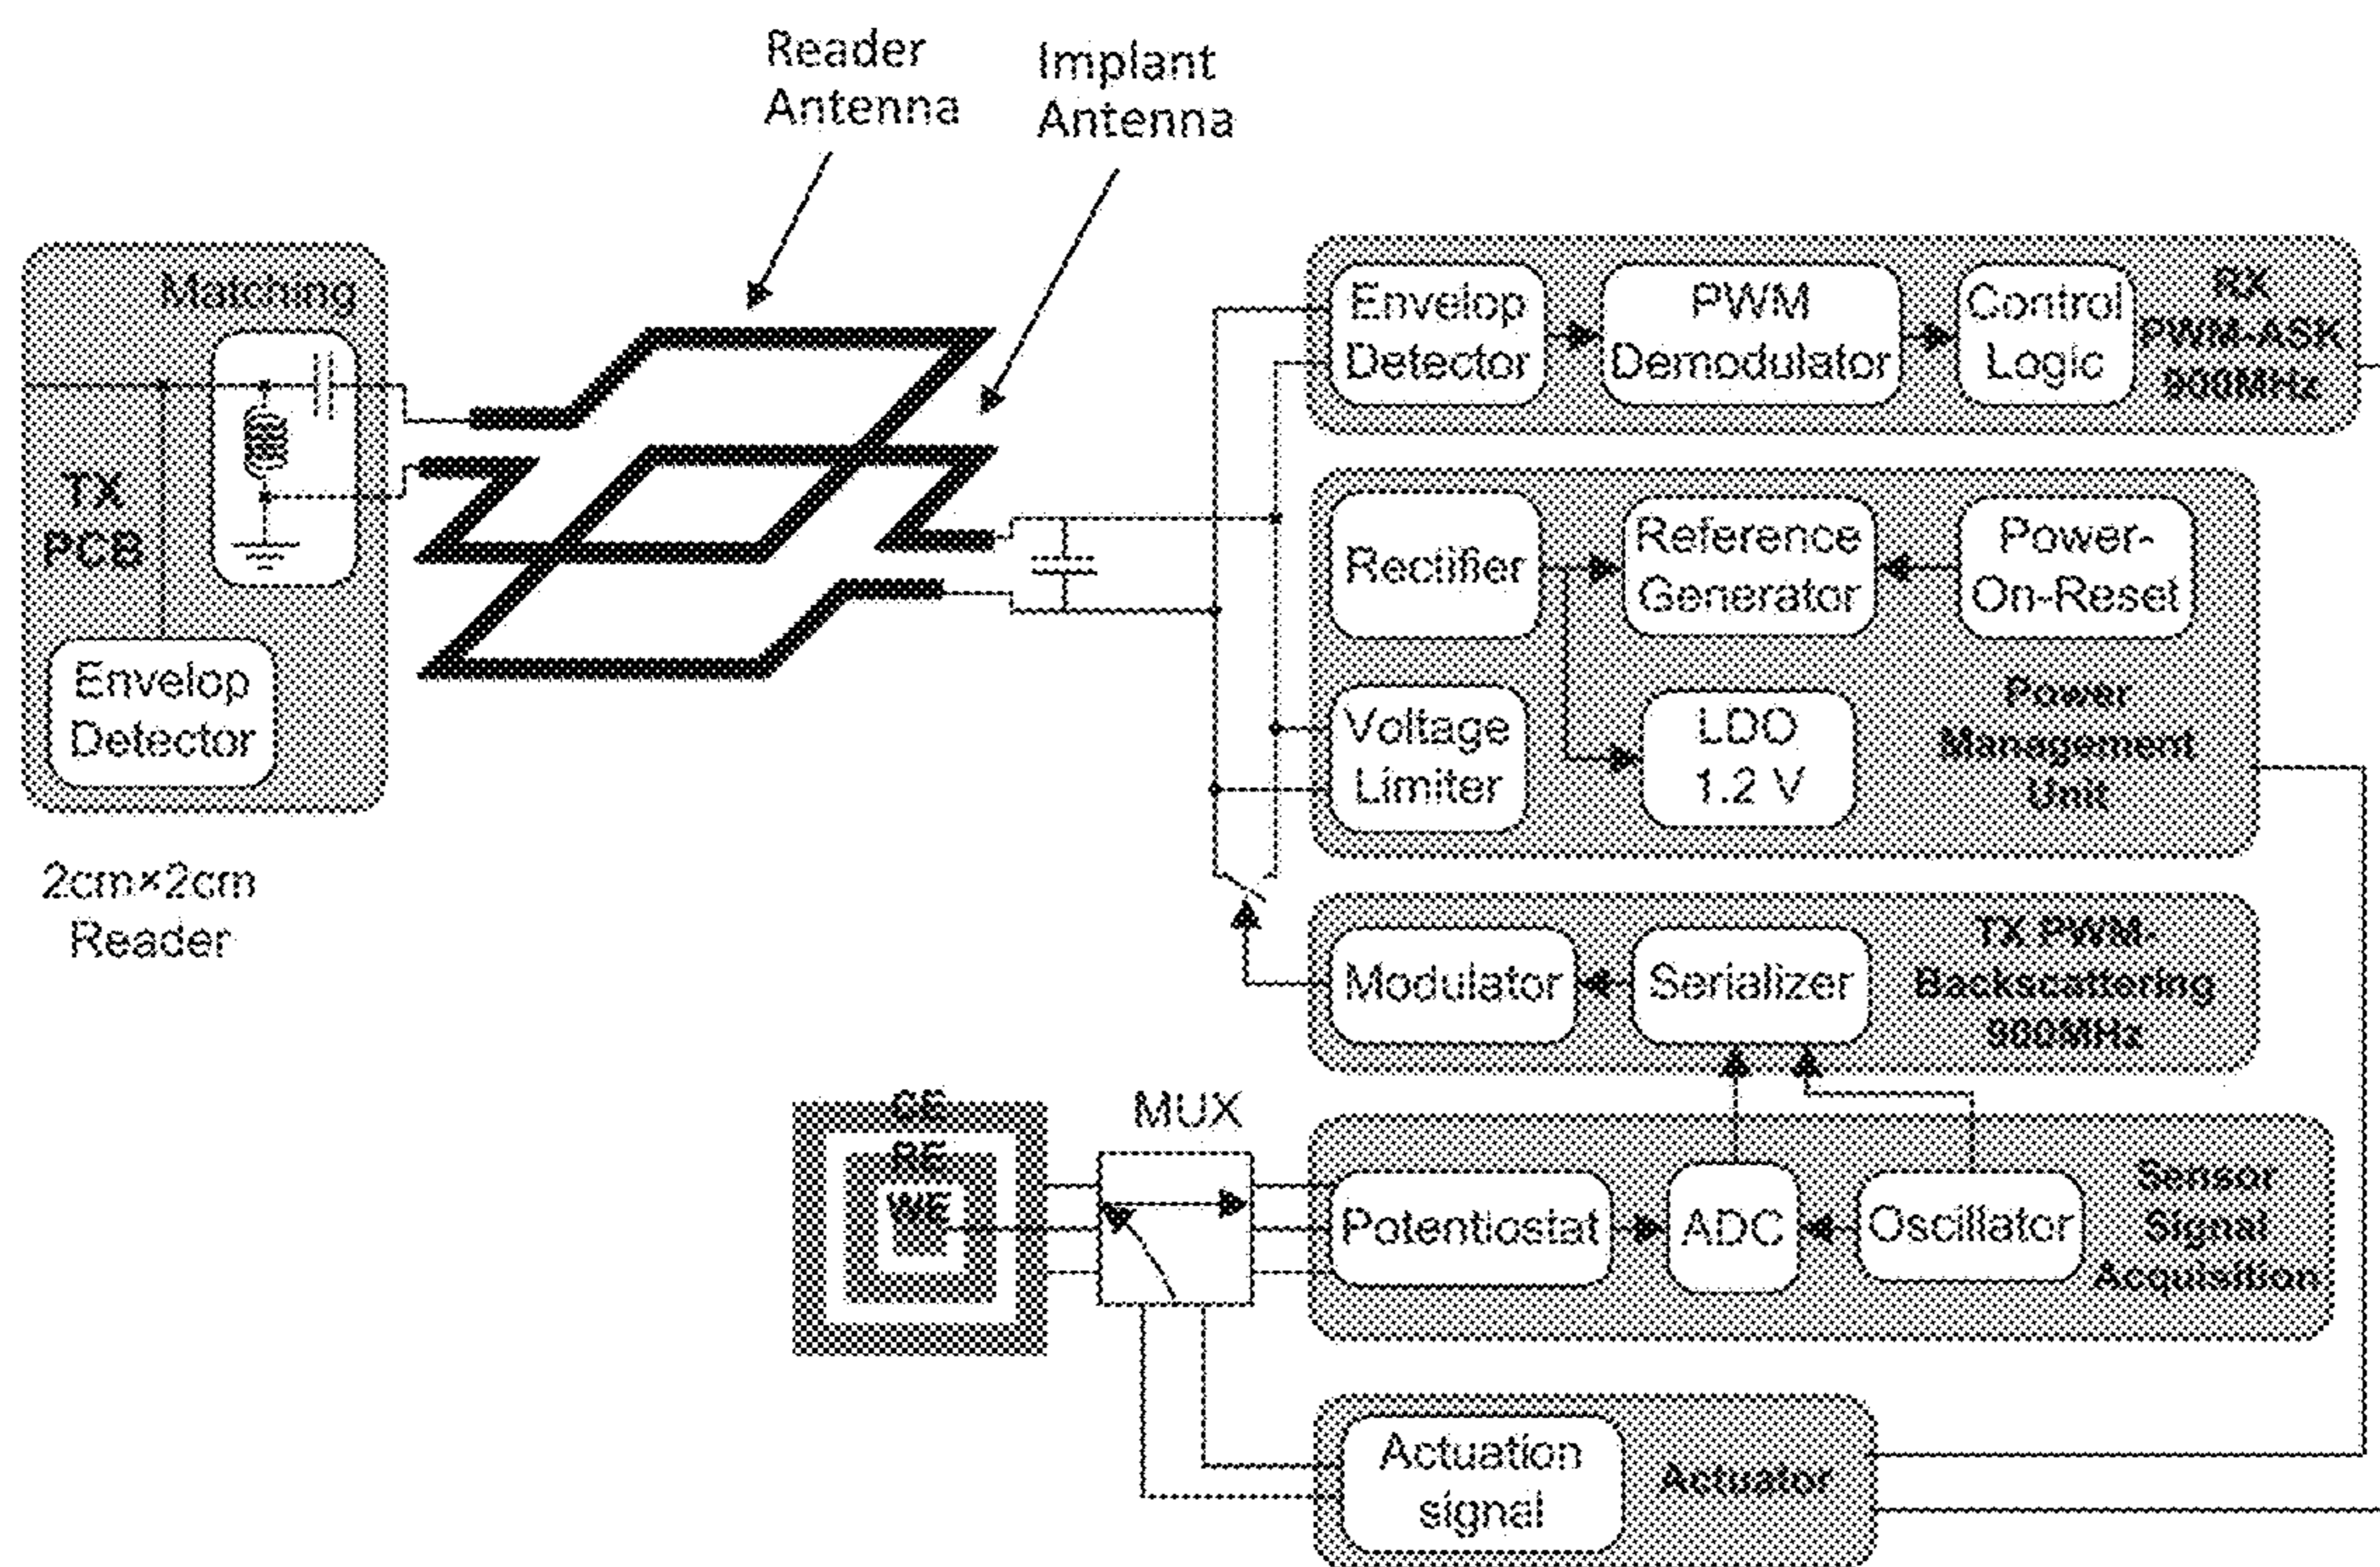 Reader
Antenna
Implant
Antenna
Matching
TX
PCB
Envelop
Detector
2cm×2cm
Reader
Envelop
Detector
PWM
Demodulator
Control
Logic
RX
PWM-ASK
900MHz
Rectifier
Reference
Generator
Power-
On-Reset
Voltage
Limiter
LDO
1.2 V
Power
Management
Unit
Modulator
Serializer
TX PWM-
Backscattering
900MHz
CE
RE
WE
MUX
Potentiostat
ADC
Oscillator
Sensor
Signal
Acquisition
Actuation
signal
Actuator